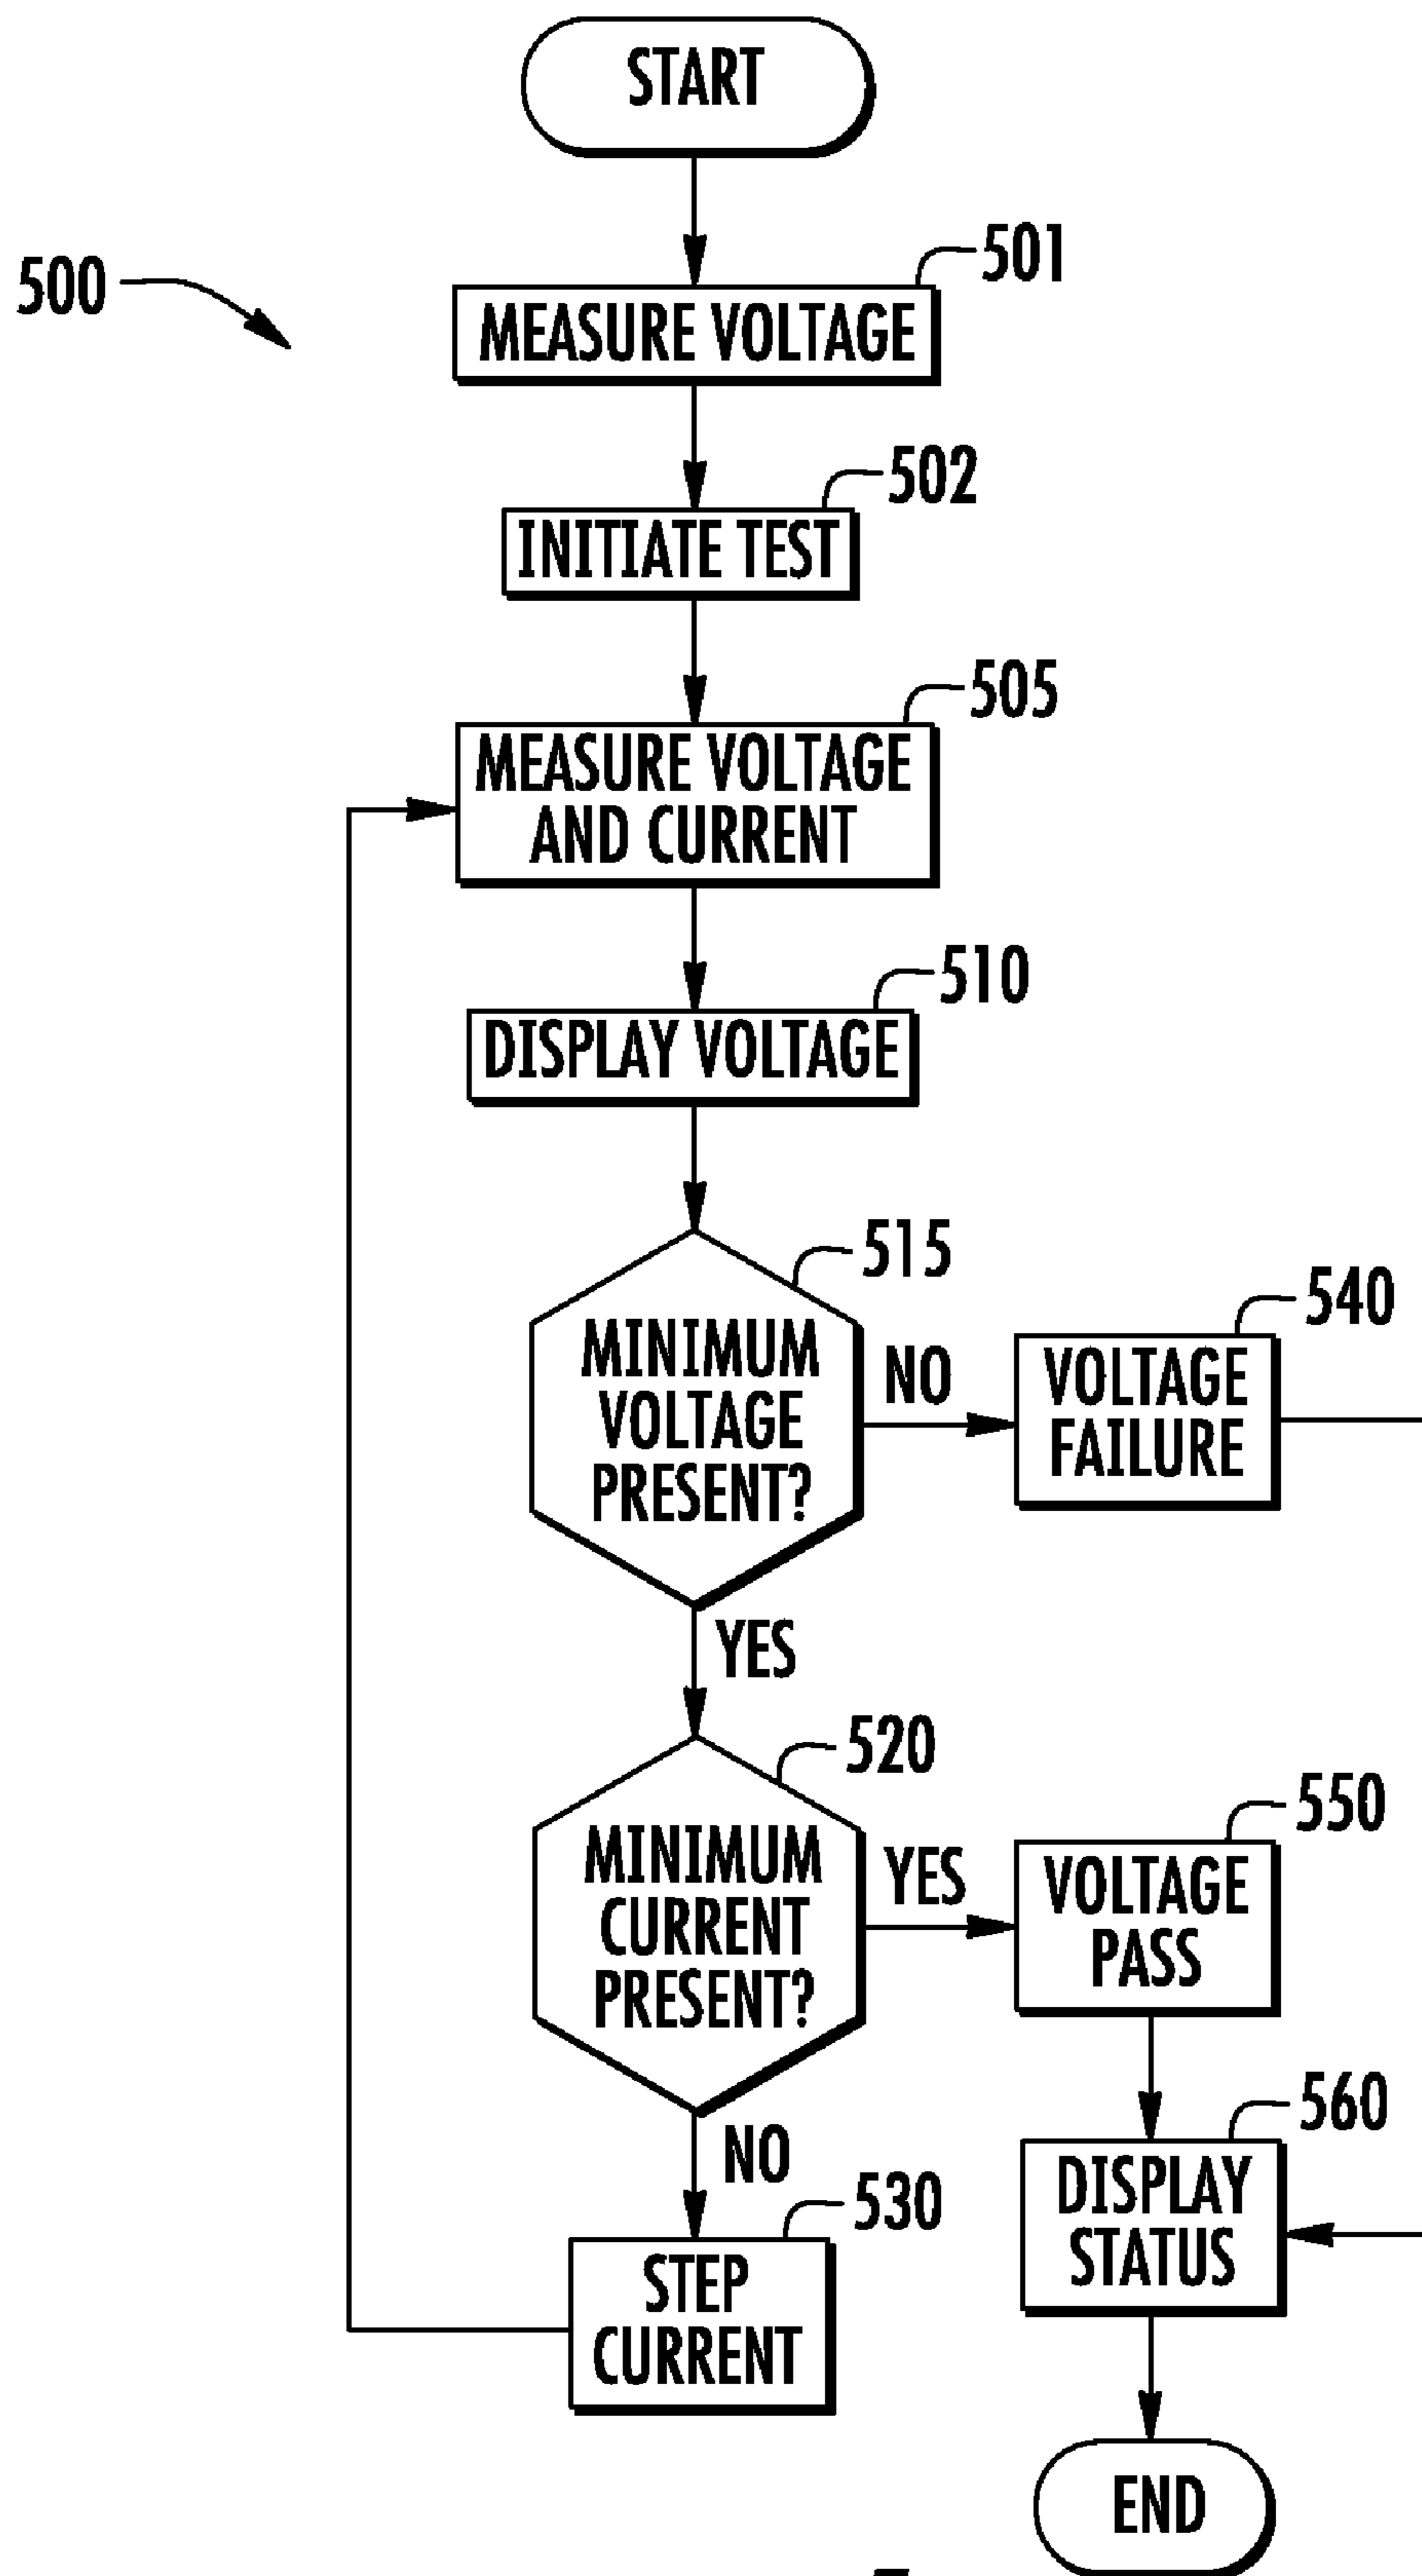 START
500
501
MEASURE VOLTAGE
502
INITIATE TEST
505
MEASURE VOLTAGE
AND CURRENT
510
DISPLAY VOLTAGE
515
MINIMUM
VOLTAGE
PRESENT?
NO
540
VOLTAGE
FAILURE
YES
520
MINIMUM
CURRENT
PRESENT?
YES
550
VOLTAGE
PASS
NO
530
STEP
CURRENT
560
DISPLAY
STATUS
END